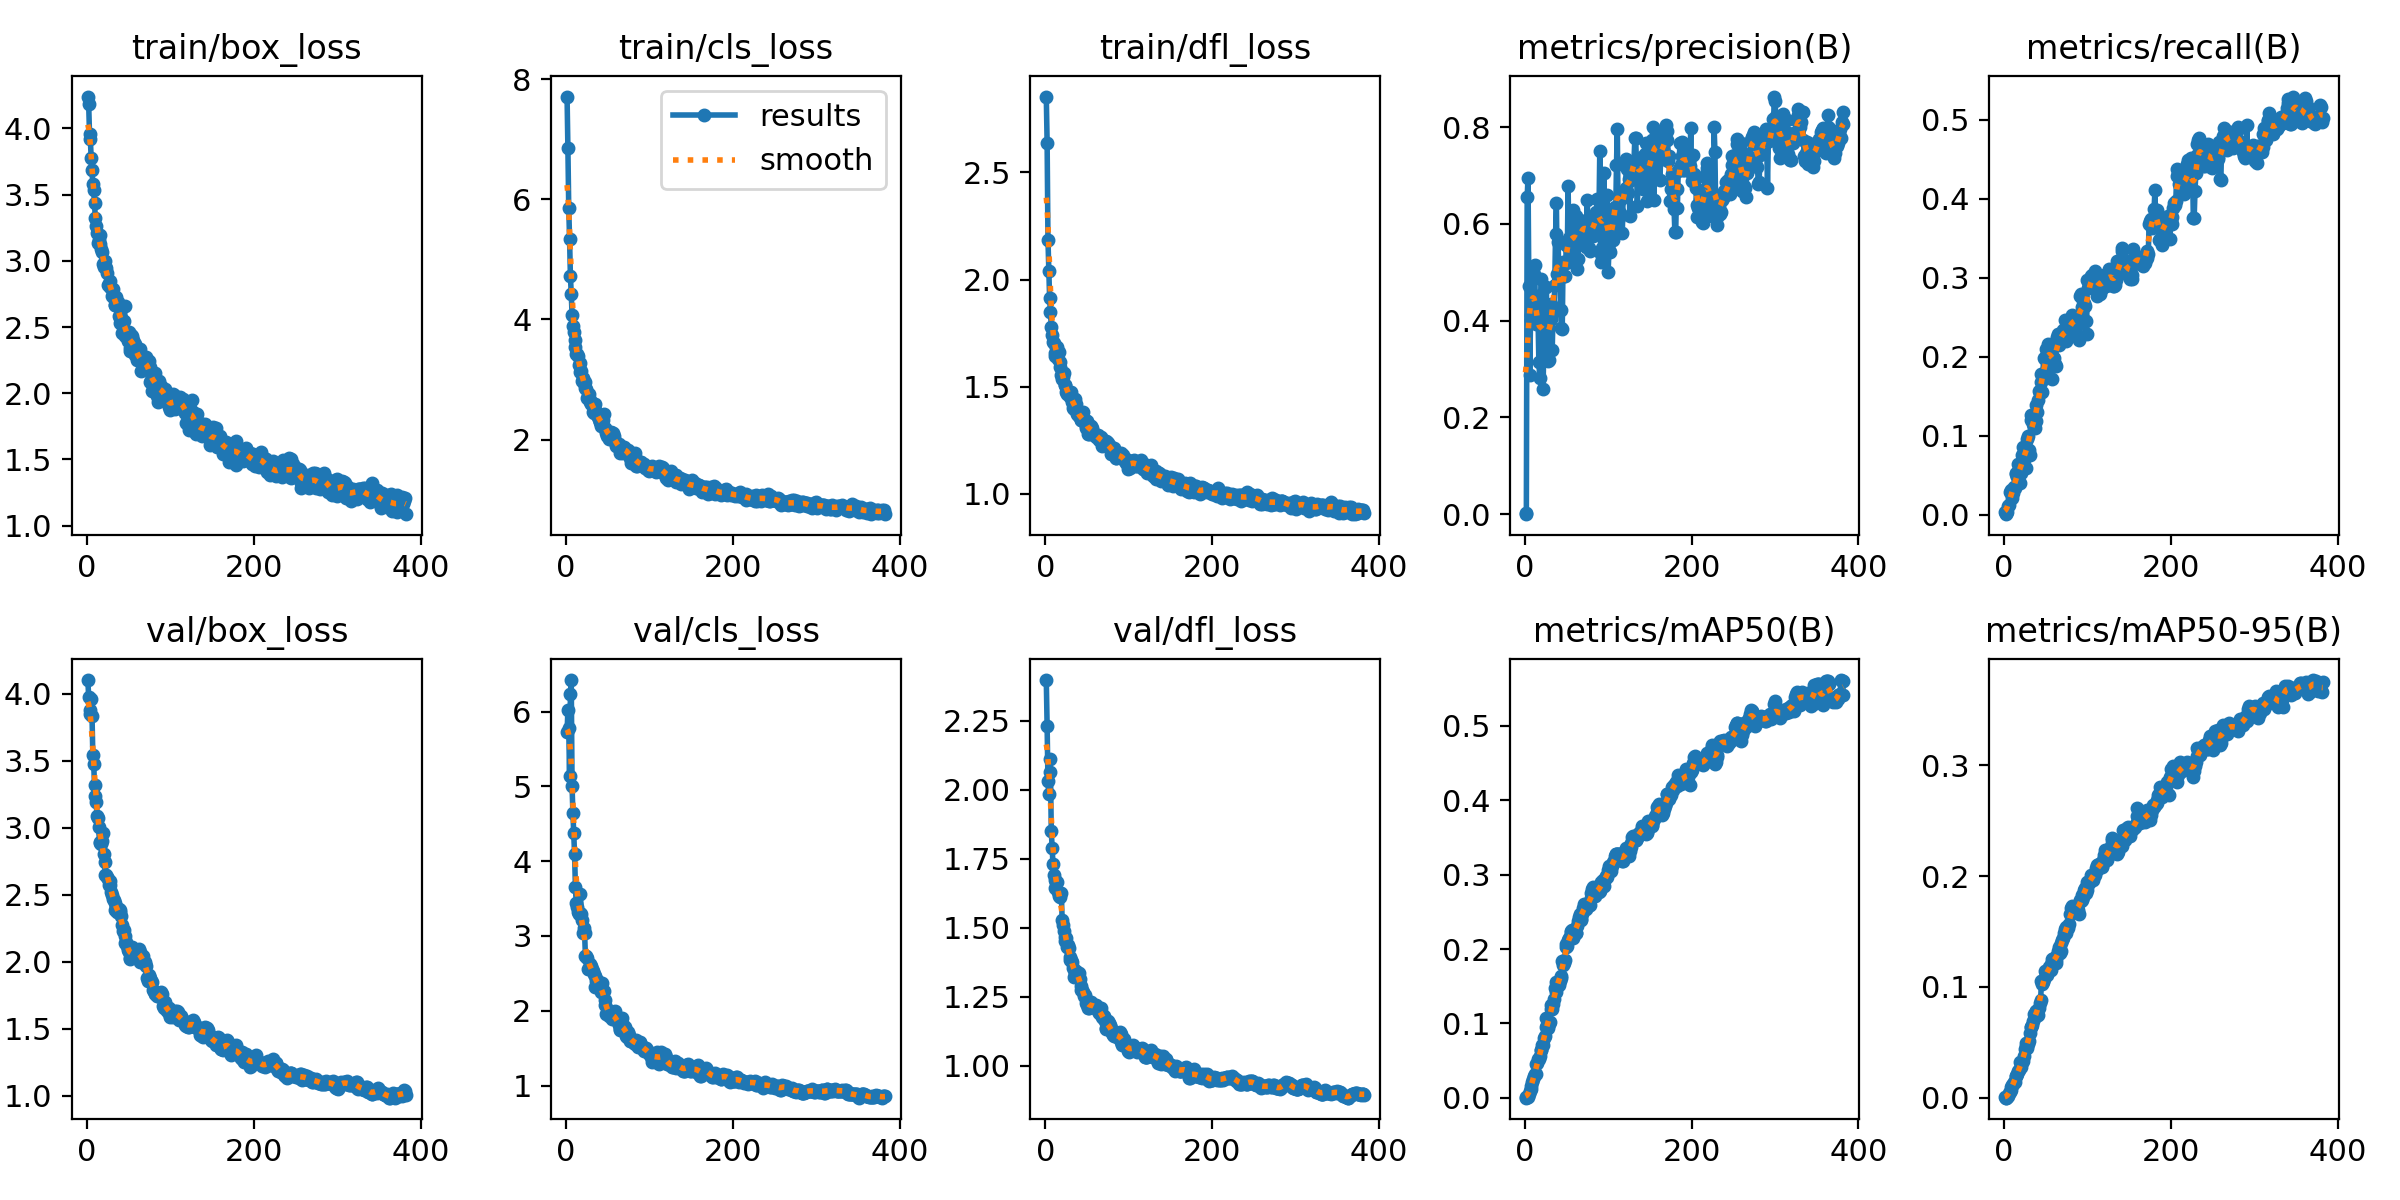 train/box_loss
4.0
3.5
3.0
2.5
2.0
1.5
1.0
0 200 400
train/cls_loss
8
6
4
2
results
smooth
0 200 400
train/dfl_loss
2.5
2.0
1.5
1.0
0 200 400
metrics/precision(B)
0.8
0.6
0.4
0.2
0.0
0 200 400
metrics/recall(B)
0.5
0.4
0.3
0.2
0.1
0.0
0 200 400
val/box_loss
4.0
3.5
3.0
2.5
2.0
1.5
1.0
0 200 400
val/cls_loss
6
5
4
3
2
1
0 200 400
val/dfl_loss
2.25
2.00
1.75
1.50
1.25
1.00
0 200 400
metrics/mAP50(B)
0.5
0.4
0.3
0.2
0.1
0.0
0 200 400
metrics/mAP50-95(B)
0.3
0.2
0.1
0.0
0 200 400